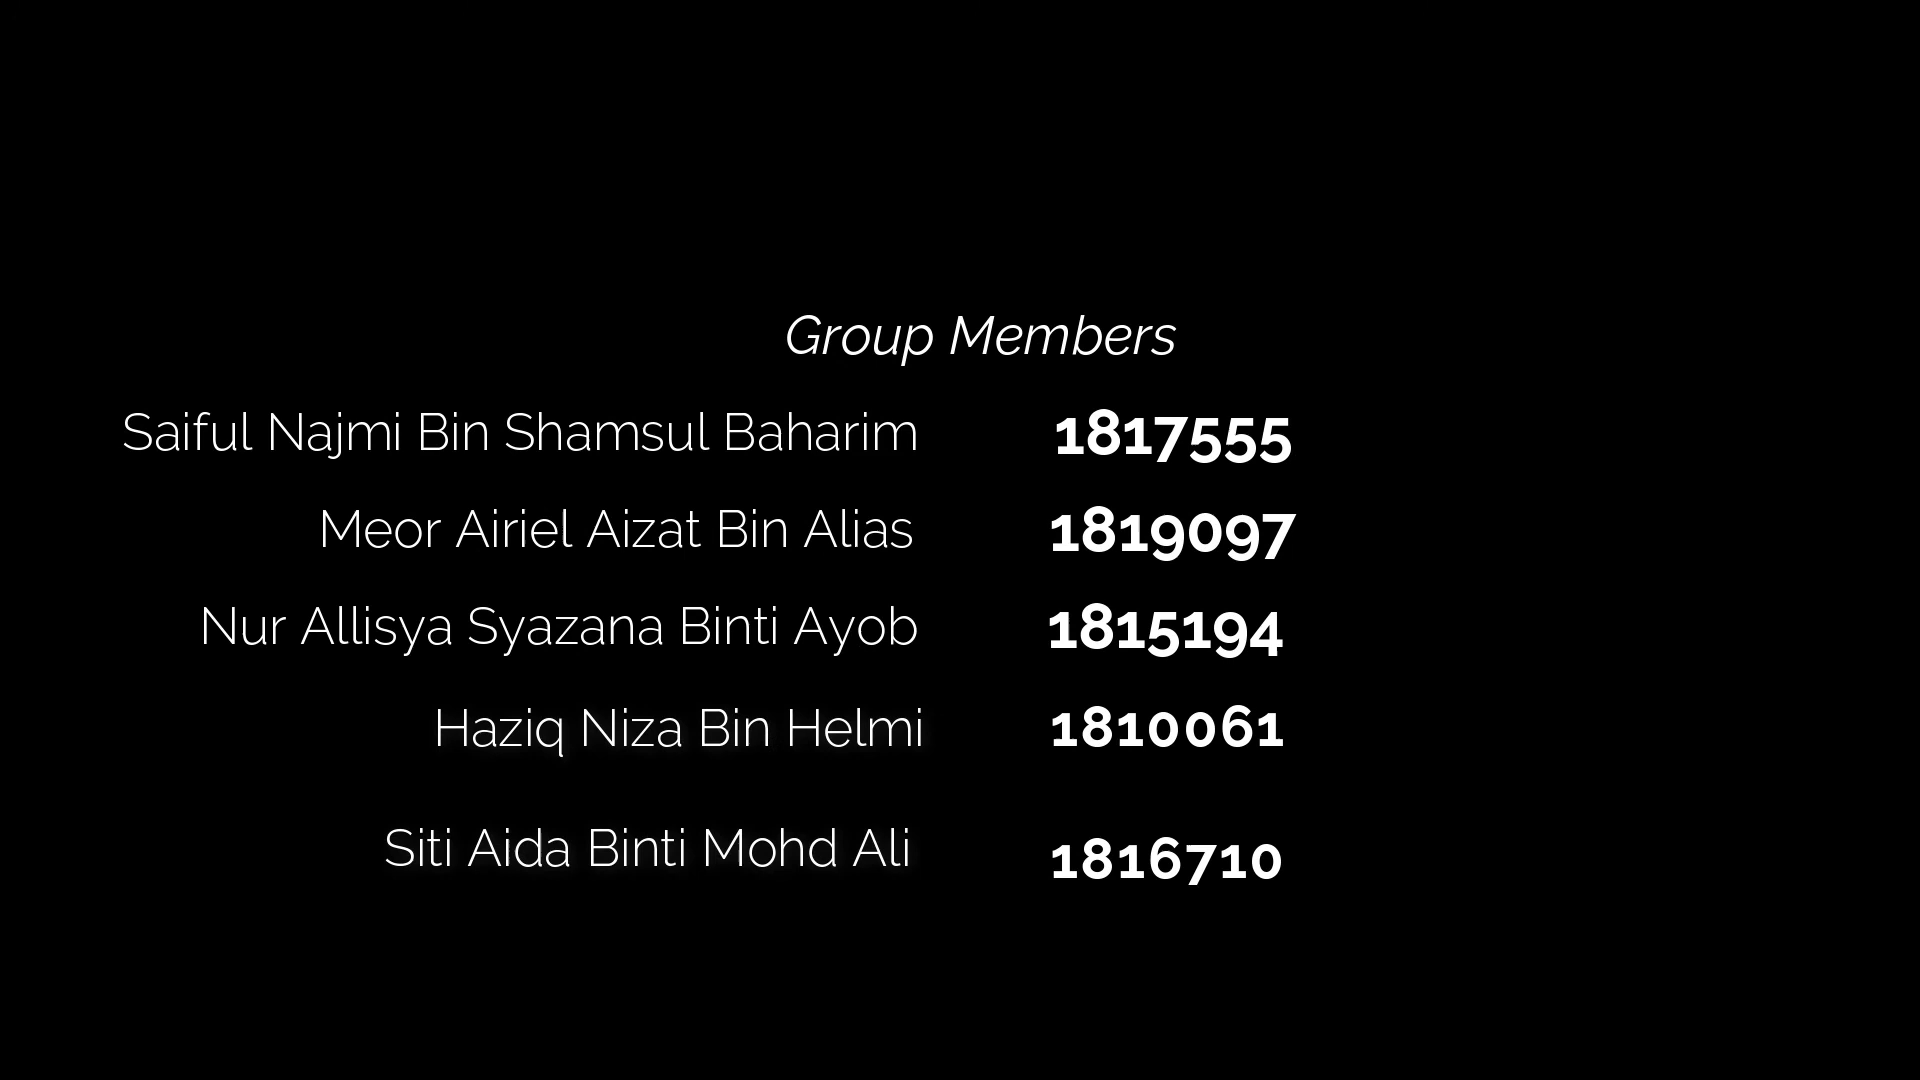 Group Members
Saiful Najmi Bin Shamsul Baharim 1817555
Meor Airiel Aizat Bin Alias 1819097
Nur Allisya Syazana Binti Ayob 1815194
Haziq Niza Bin Helmi 1810061
Siti Aida Binti Mohd Ali 1816710